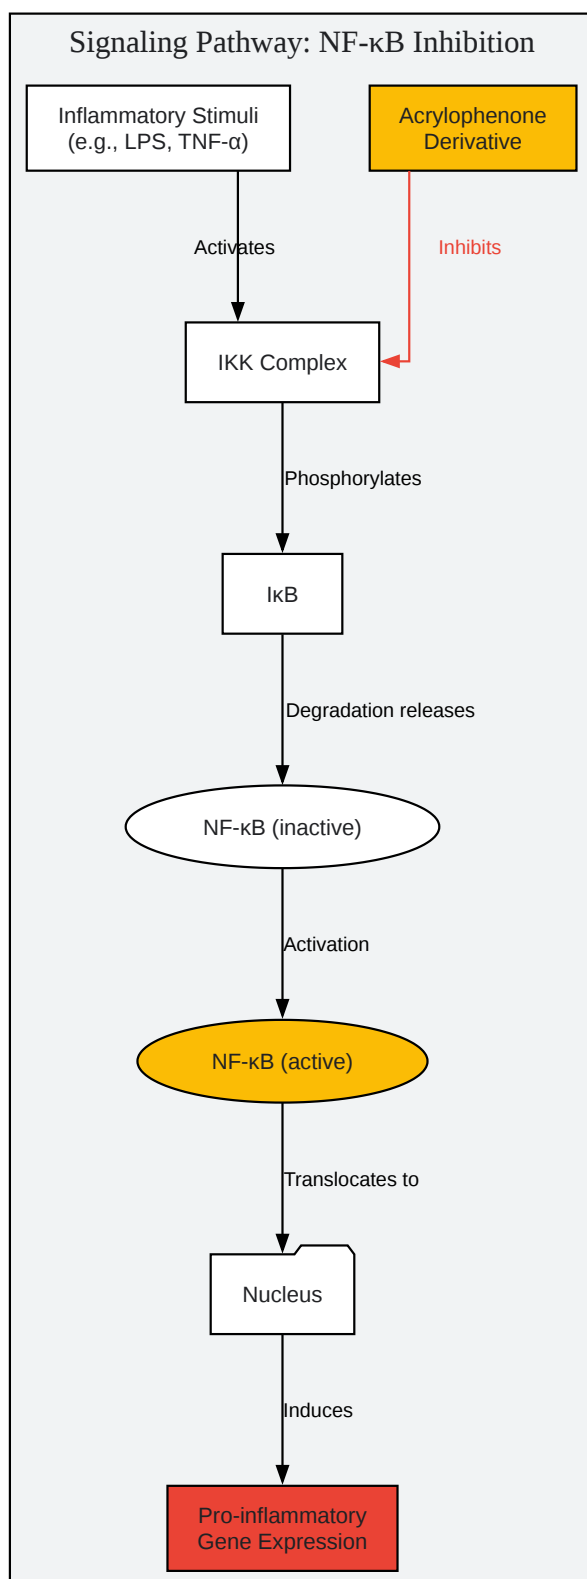 Signaling Pathway: NF-κB Inhibition
Inflammatory Stimuli
(e.g., LPS, TNF-α)
Acrylophenone
Derivative
Activates
Inhibits
IKK Complex
Phosphorylates
IκB
Degradation releases
NF-κB (inactive)
Activation
NF-κB (active)
Translocates to
Nucleus
Induces
Pro-inflammatory
Gene Expression